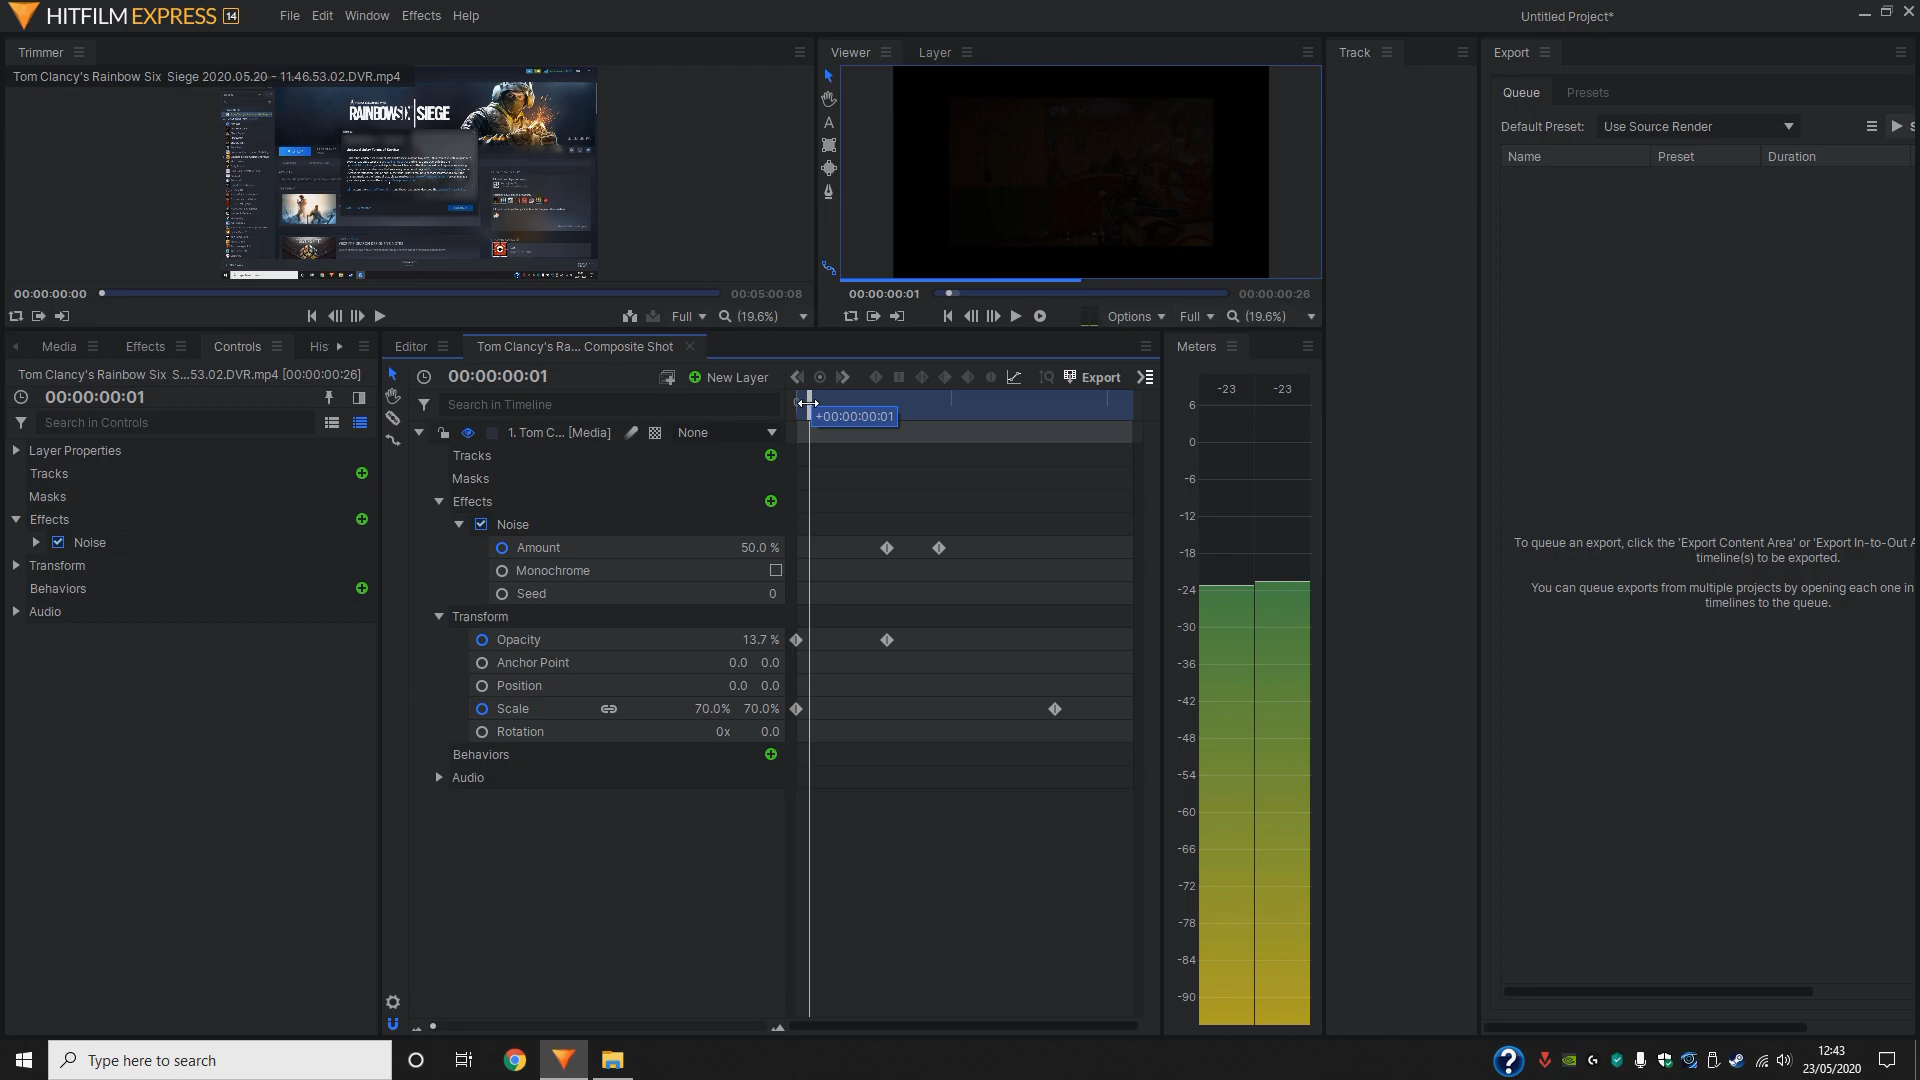 HITFILM EXPRESS 14
File Edit Window Effects Help
Untitled Project*
Trimmer
Viewer
Layer
Track
Export
Tom Clancy's Rainbow Six Siege 2020.05.20 - 11.46.53.02.DVR.mp4
RAINBOW SIX | SIEGE
Queue
Presets
Default Preset: Use Source Render
Name Preset Duration
00:00:00:00
00:05:00:08
00:00:00:01
00:00:00:26
Full (19.6%)
Options Full (19.6%)
Media
Effects
Controls
His
Editor
Tom Clancy's Ra... Composite Shot
Meters
Tom Clancy's Rainbow Six S...53.02.DVR.mp4 [00:00:00:26]
00:00:00:01
Search in Controls
Layer Properties
Tracks
Masks
Effects
Noise
Transform
Behaviors
Audio
00:00:00:01
New Layer
Export
Search in Timeline
+00:00:00:01
1. Tom C... [Media]
None
Tracks
Masks
Effects
Noise
Amount 50.0 %
Monochrome
Seed 0
Transform
Opacity 13.7 %
Anchor Point 0.0 0.0
Position 0.0 0.0
Scale 70.0% 70.0%
Rotation 0x 0.0
Behaviors
Audio
-23 -23
6
0
-6
-12
-18
-24
-30
-36
-42
-48
-54
-60
-66
-72
-78
-84
-90
To queue an export, click the 'Export Content Area' or 'Export In-to-Out A
timeline(s) to be exported.
You can queue exports from multiple projects by opening each one in
timelines to the queue.
Type here to search
12:43
23/05/2020